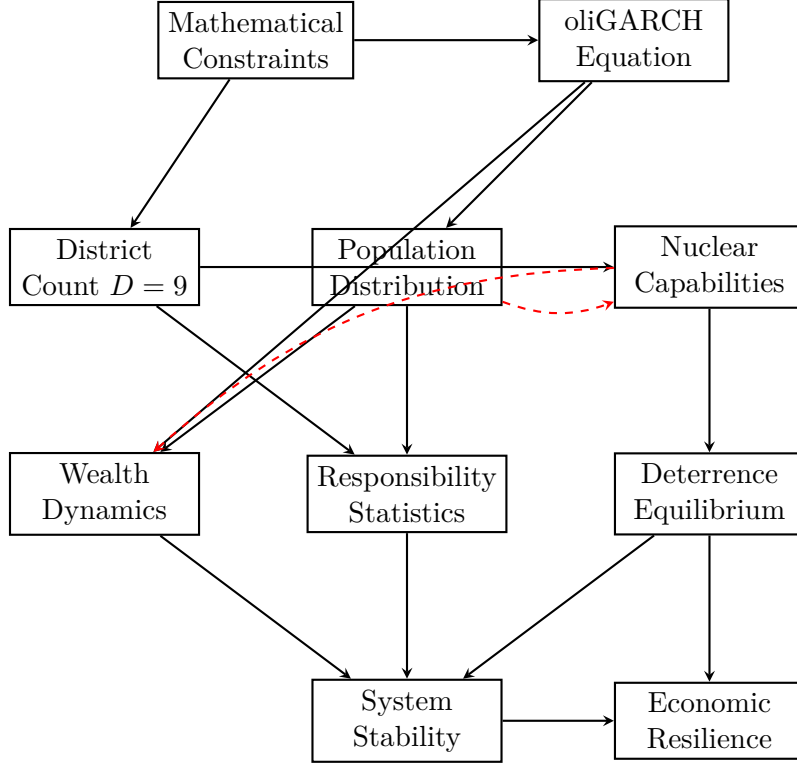 Mathematical
Constraints
oliGARCH
Equation
District
Count D = 9
Population
Distribution
Nuclear
Capabilities
Wealth
Dynamics
Responsibility
Statistics
Deterrence
Equilibrium
System
Stability
Economic
Resilience